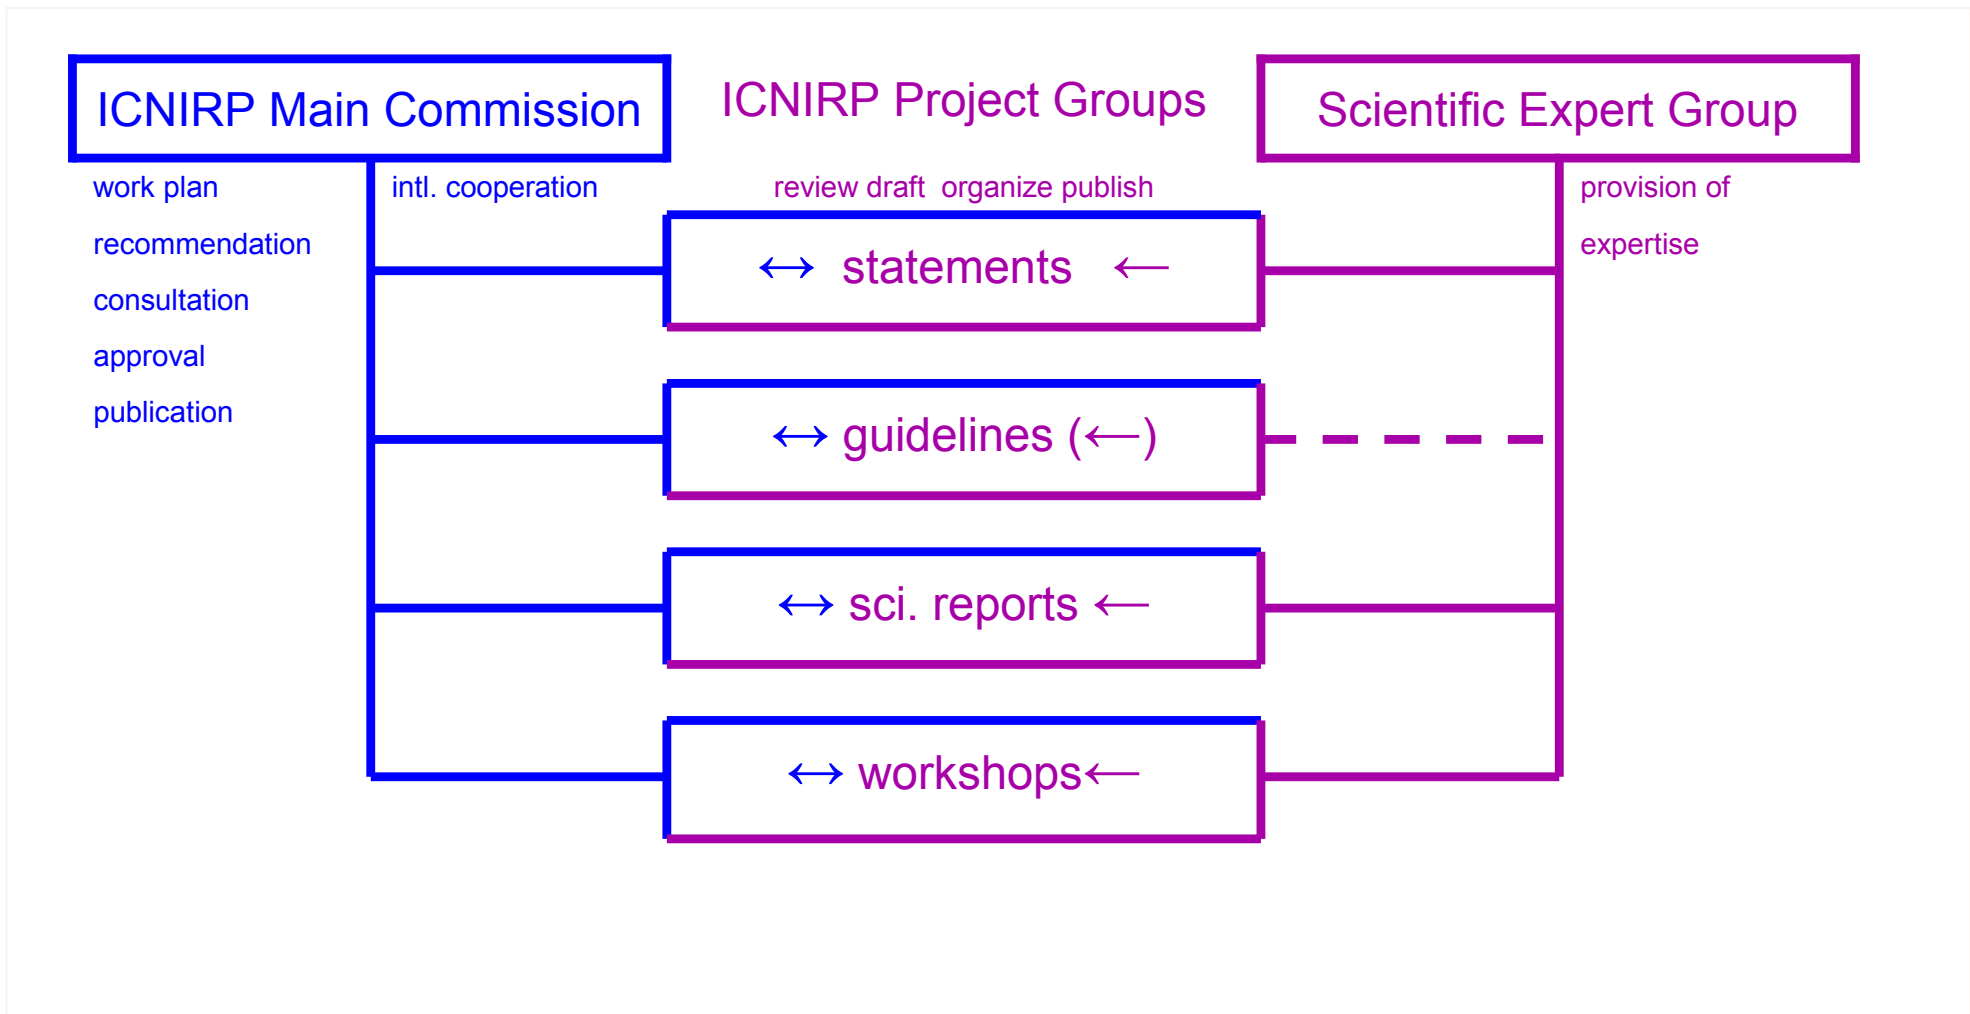 ICNIRP Main Commission
ICNIRP Project Groups
Scientific Expert Group
work plan
recommendation
consultation
approval
publication
intl. cooperation
review draft organize publish
↔ statements ←
↔ guidelines (←)
↔ sci. reports ←
↔ workshops←
provision of
expertise